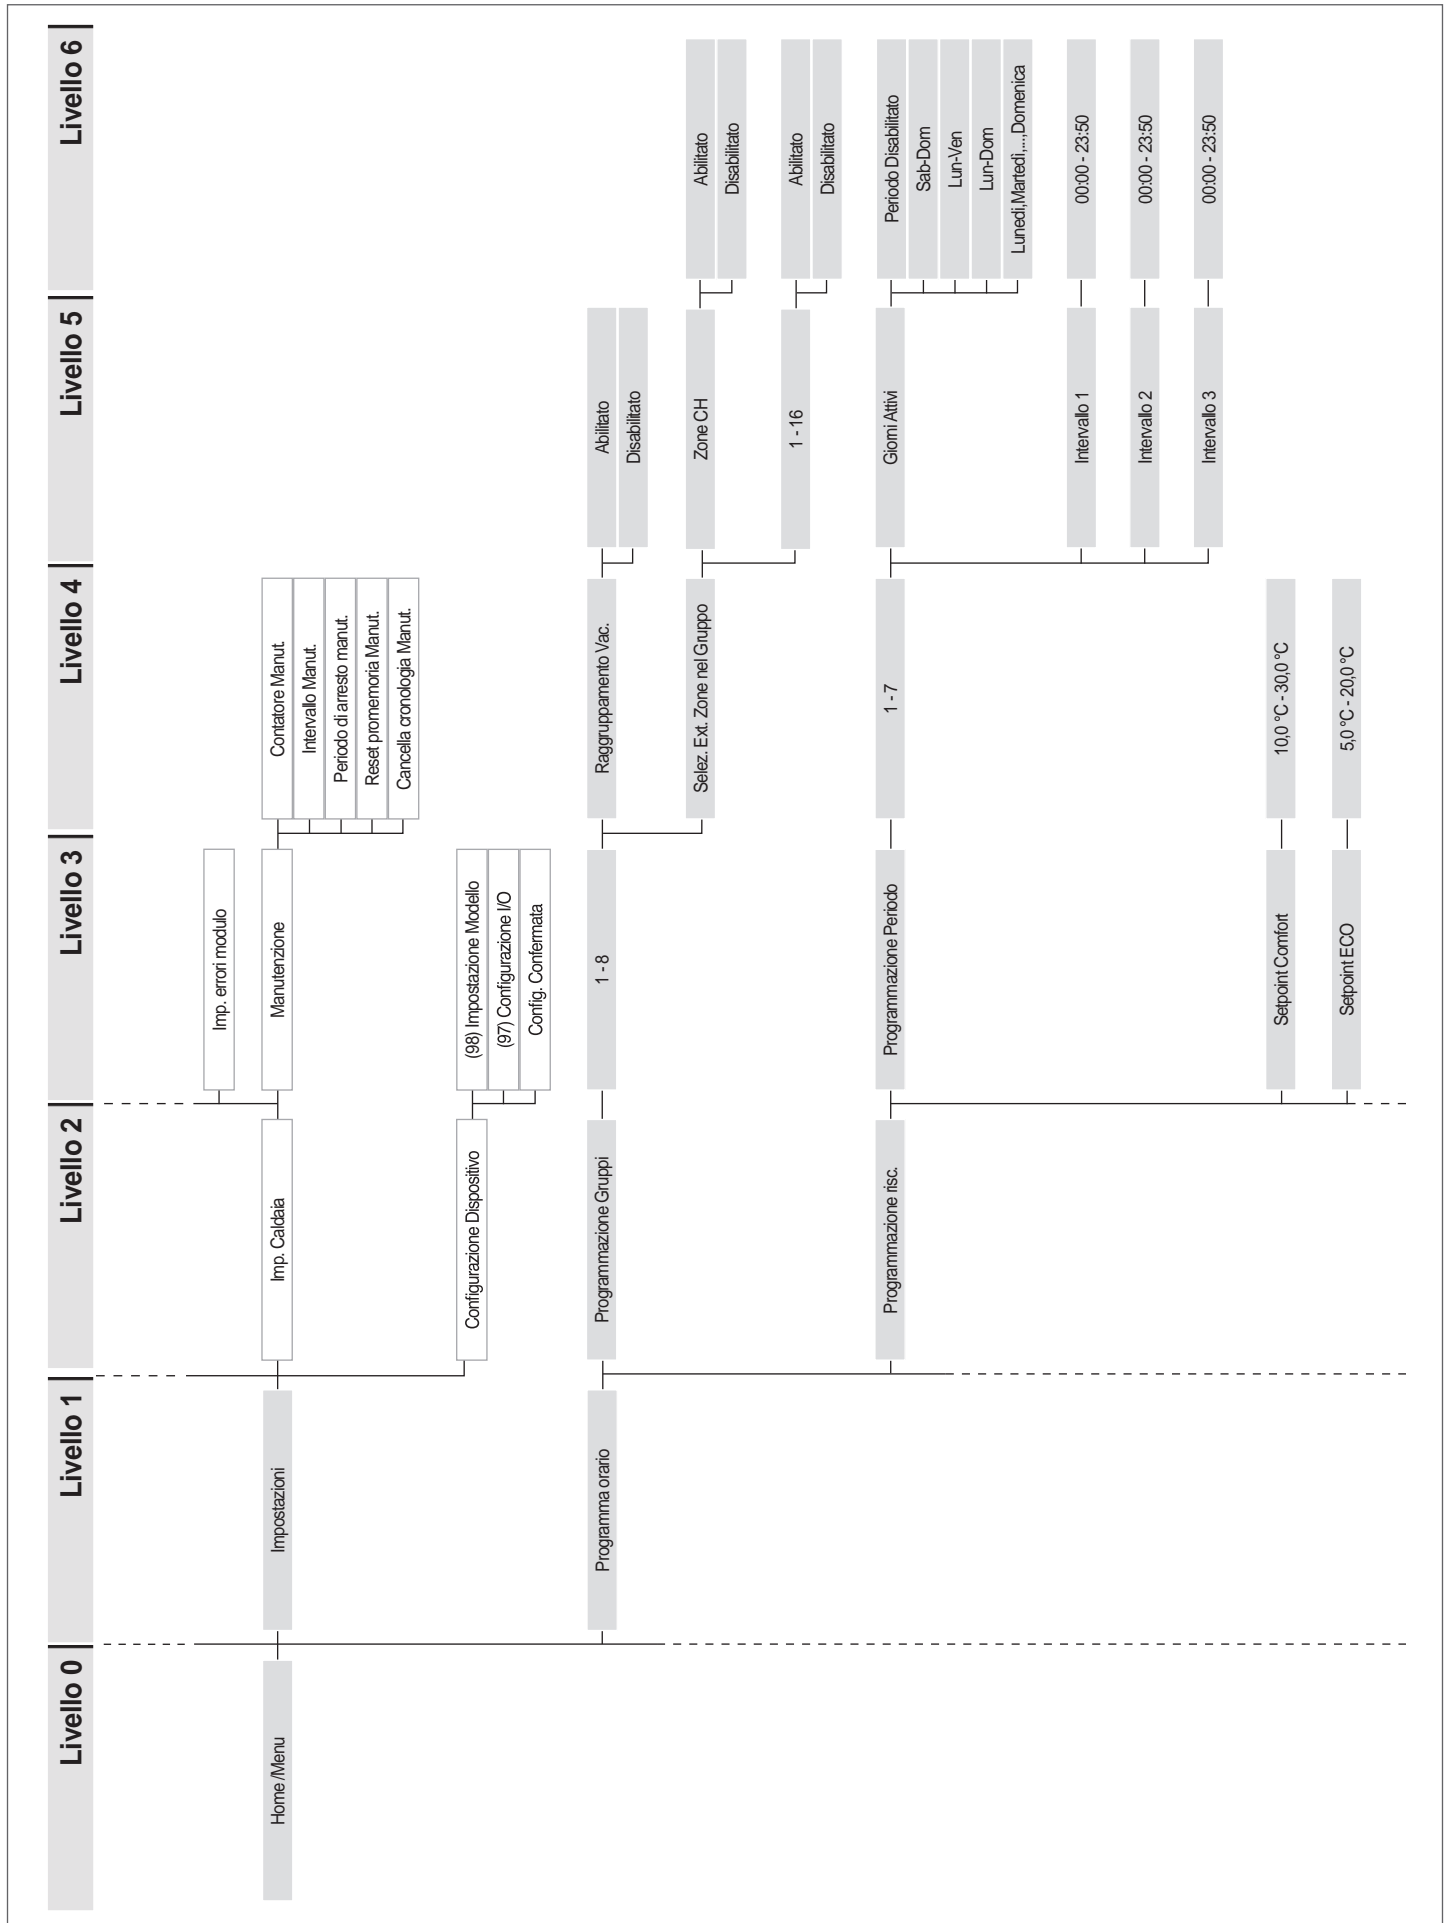 Livello 0
Livello 1
Livello 2
Livello 3
Livello 4
Livello 5
Livello 6
Imp. errori modulo
Home /Menu
Impostazioni
Imp. Caldaia
Manutenzione
Contatore Manut.
Intervallo Manut.
Periodo di arresto manut.
Reset promemoria Manut.
Cancella cronologia Manut.
Configurazione Dispositivo
(98) Impostazione Modello
(97) Configurazione I/O
Config. Confermata
Programma orario
Programmazione Gruppi
1 - 8
Raggruppamento Vac.
Abilitato
Disabilitato
Selez. Ext. Zone nel Gruppo
Zone CH
Abilitato
Disabilitato
1 - 16
Abilitato
Disabilitato
Programmazione risc.
Programmazione Periodo
1 - 7
Giorni Attivi
Periodo Disabilitato
Sab-Dom
Lun-Ven
Lun-Dom
Lunedi,Martedi,...,Domenica
Intervallo 1
00:00 - 23:50
Intervallo 2
00:00 - 23:50
Intervallo 3
00:00 - 23:50
Setpoint Comfort
10,0 °C - 30,0 °C
Setpoint ECO
5,0 °C - 20,0 °C